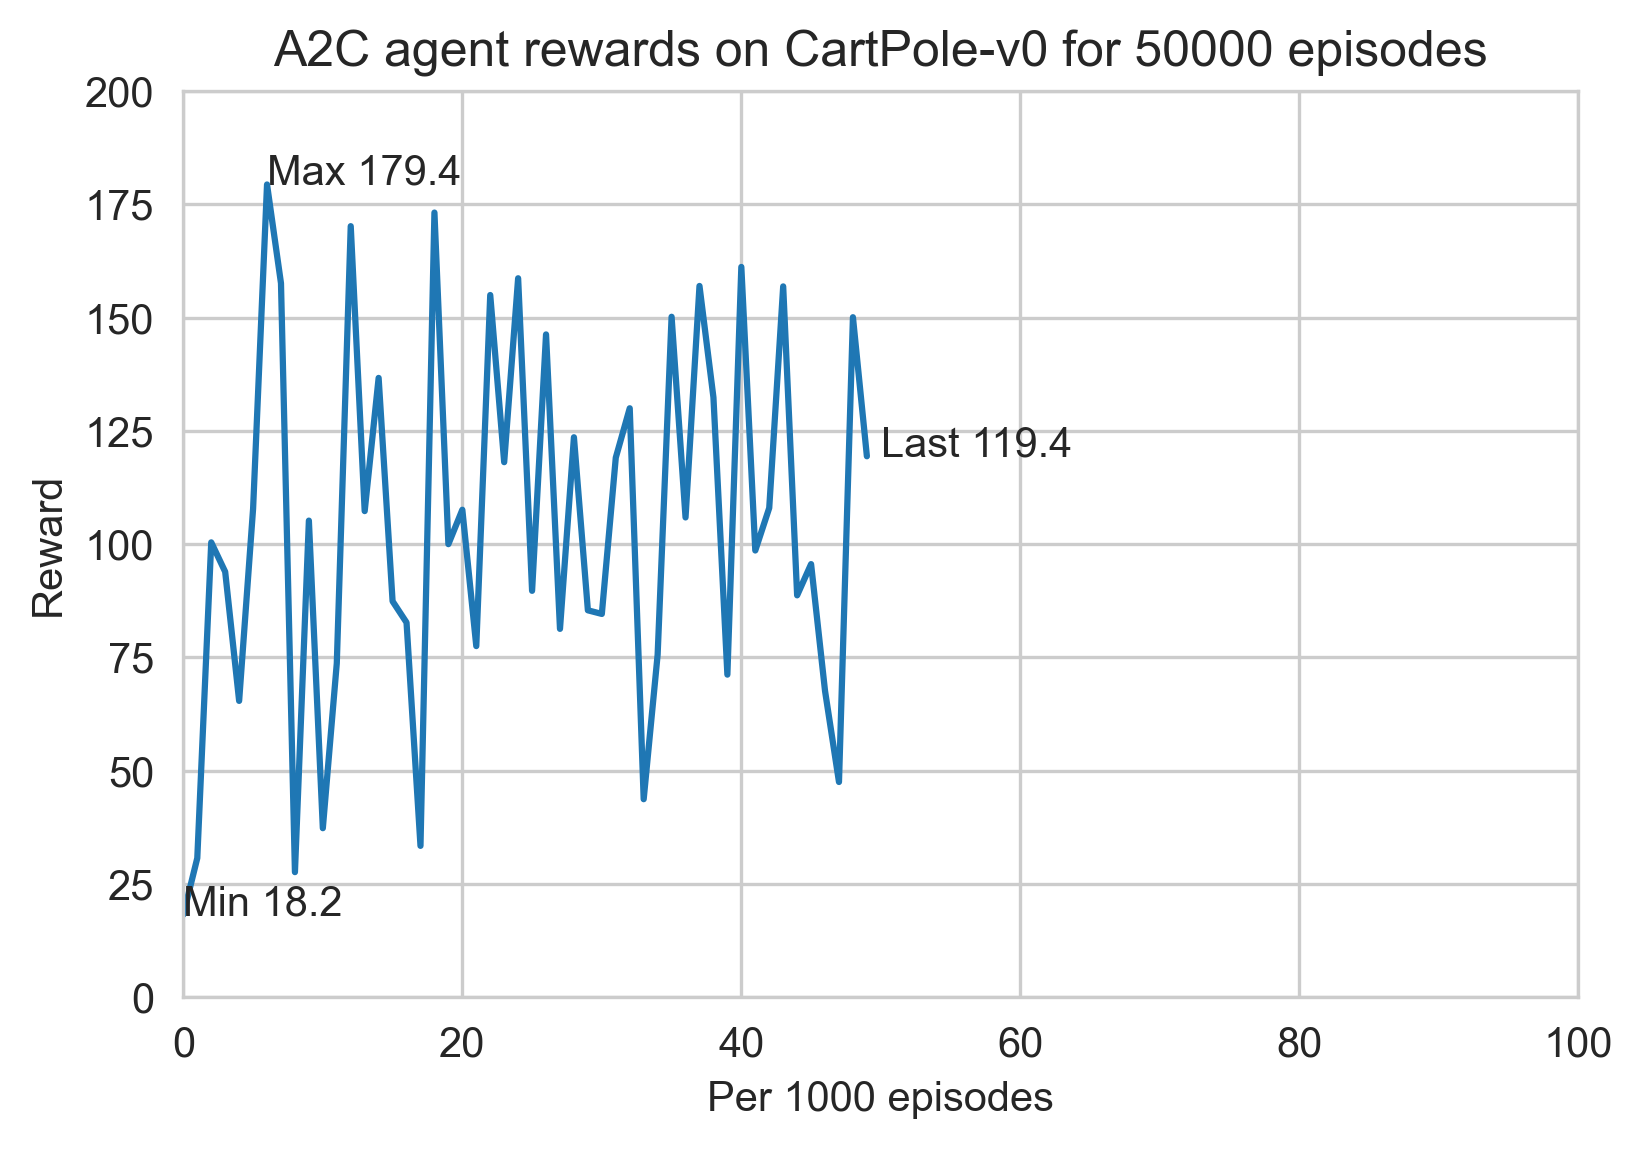 A2C agent rewards on CartPole-v0 for 50000 episodes
200
175
150
125
100
75
50
25
0
Reward
Max 179.4
Last 119.4
Min 18.2
0 20 40 60 80 100
Per 1000 episodes